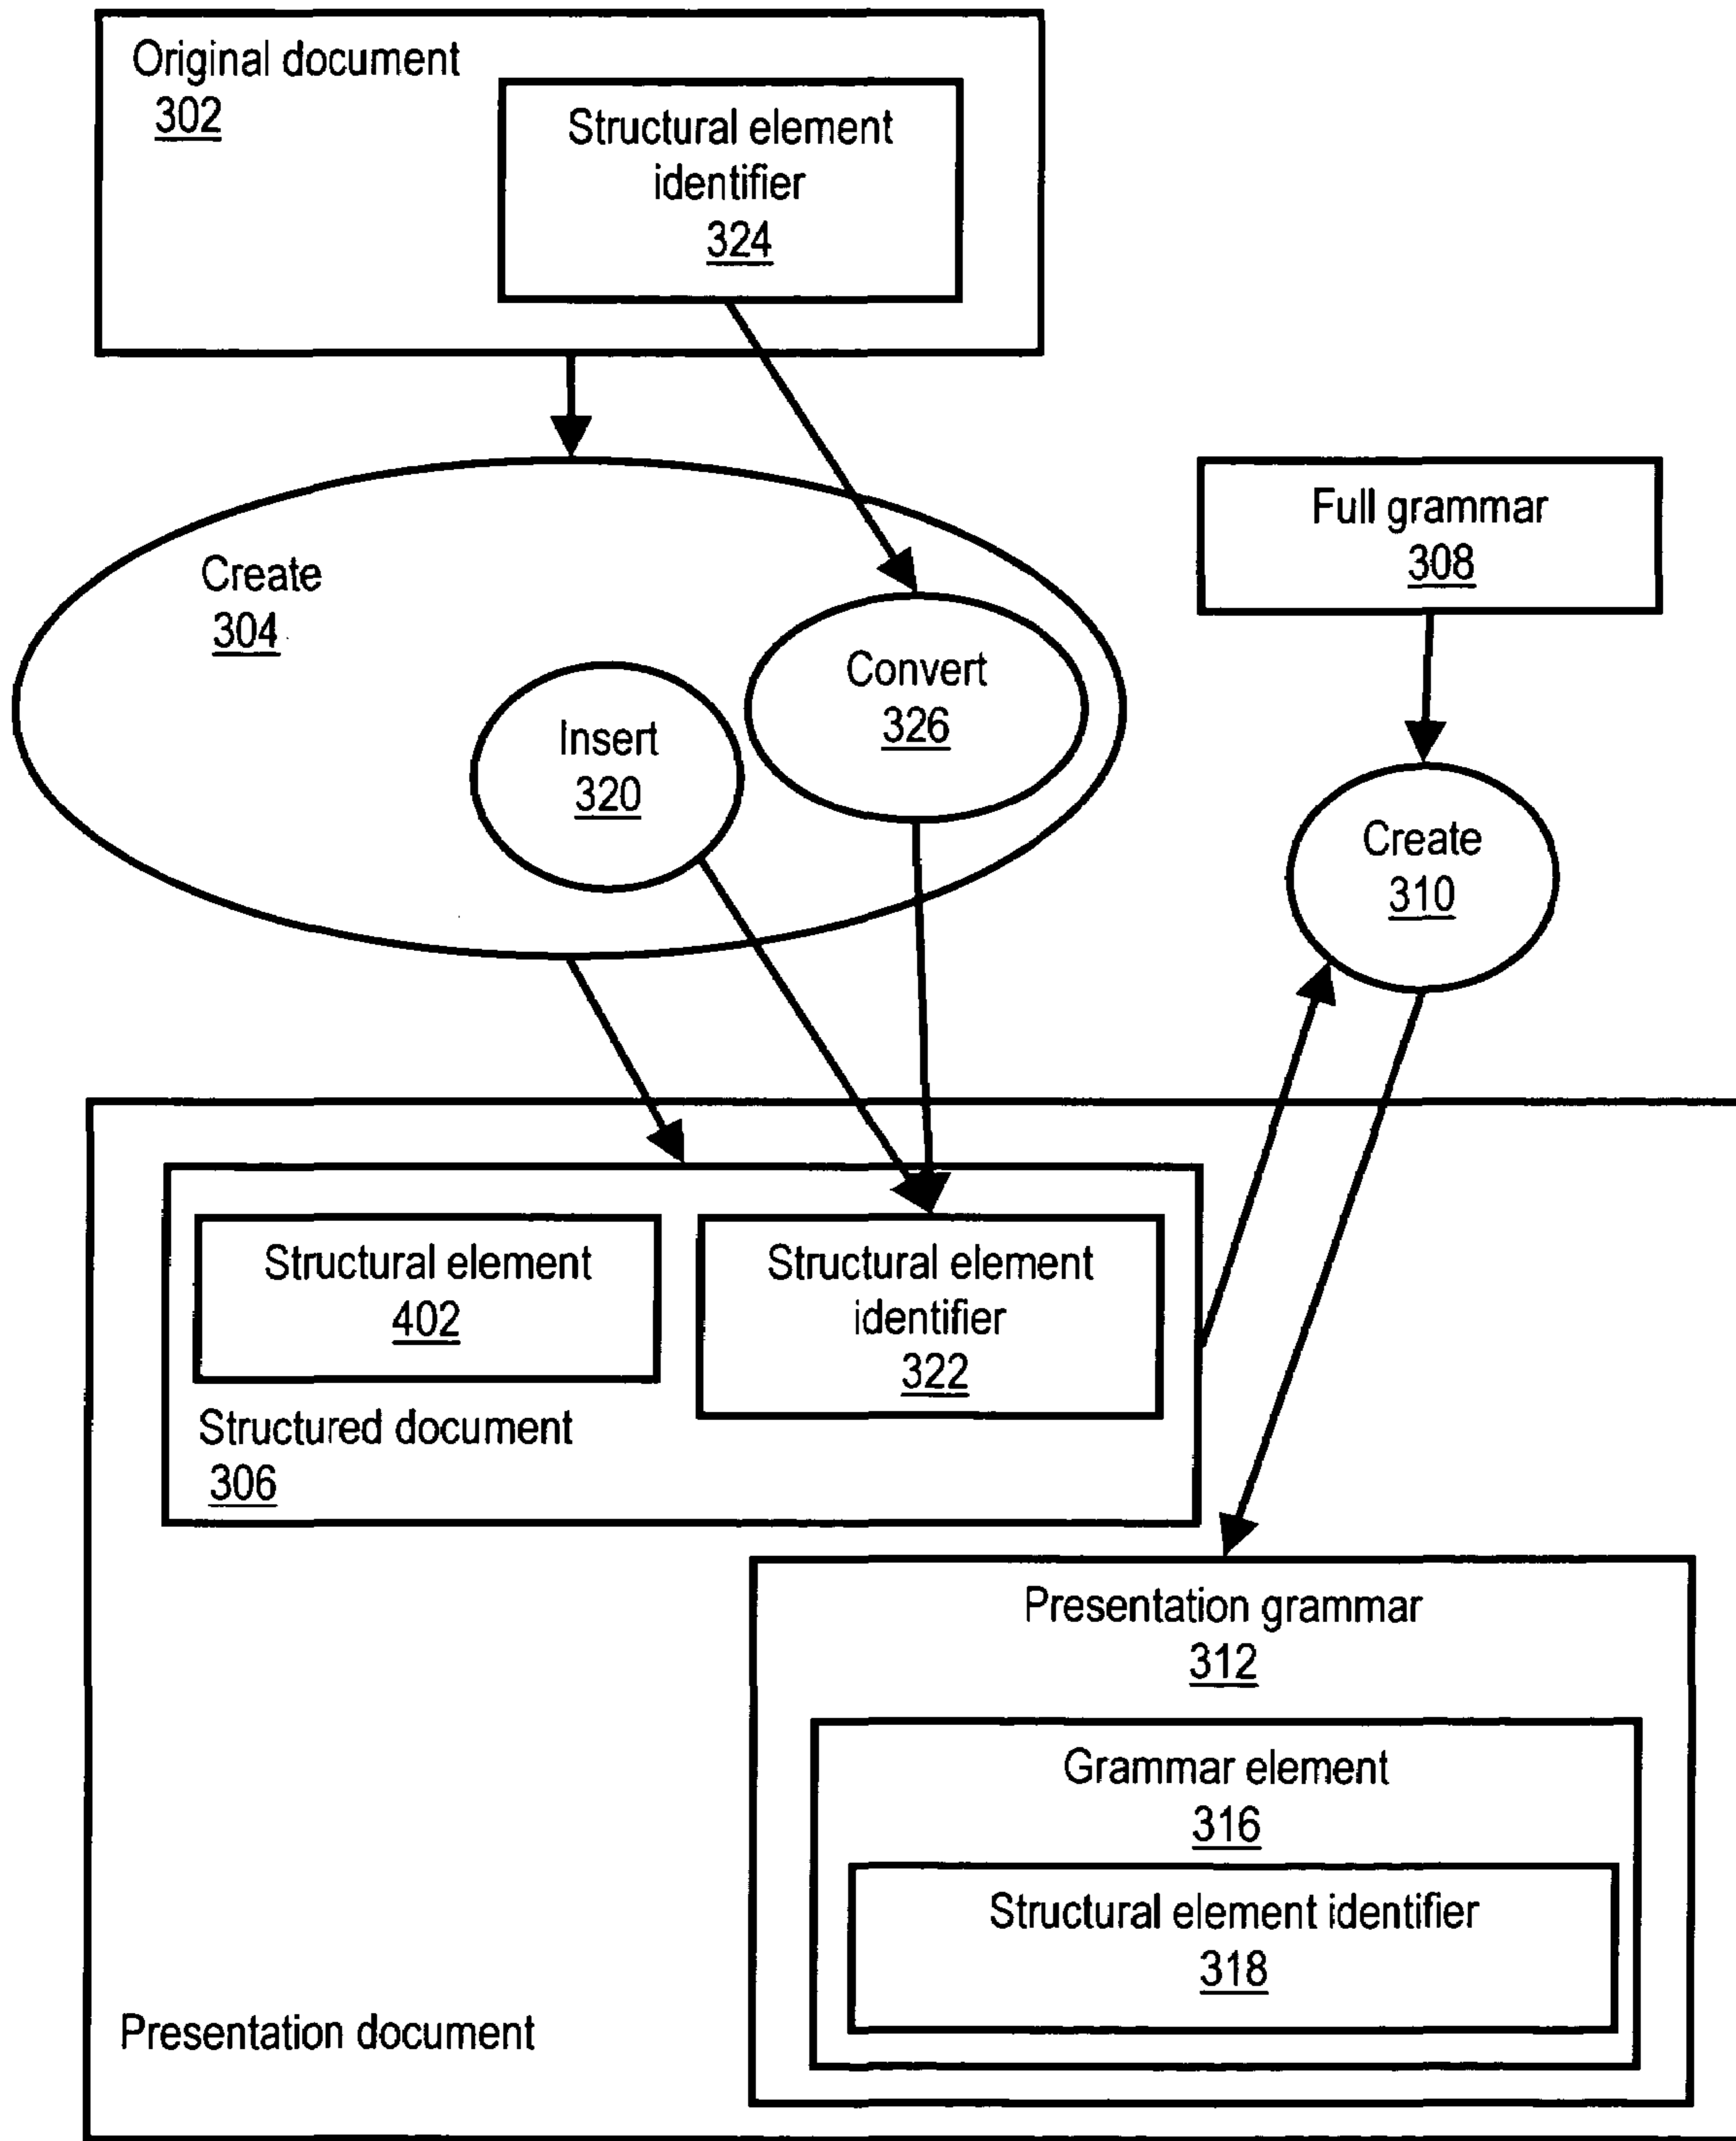 Original document
302
Structural element
identifier
324
Create
304
Insert
320
Convert
326
Full grammar
308
Create
310
Structural element
402
Structural element
identifier
322
Structured document
306
Presentation grammar
312
Grammar element
316
Structural element identifier
318
Presentation document